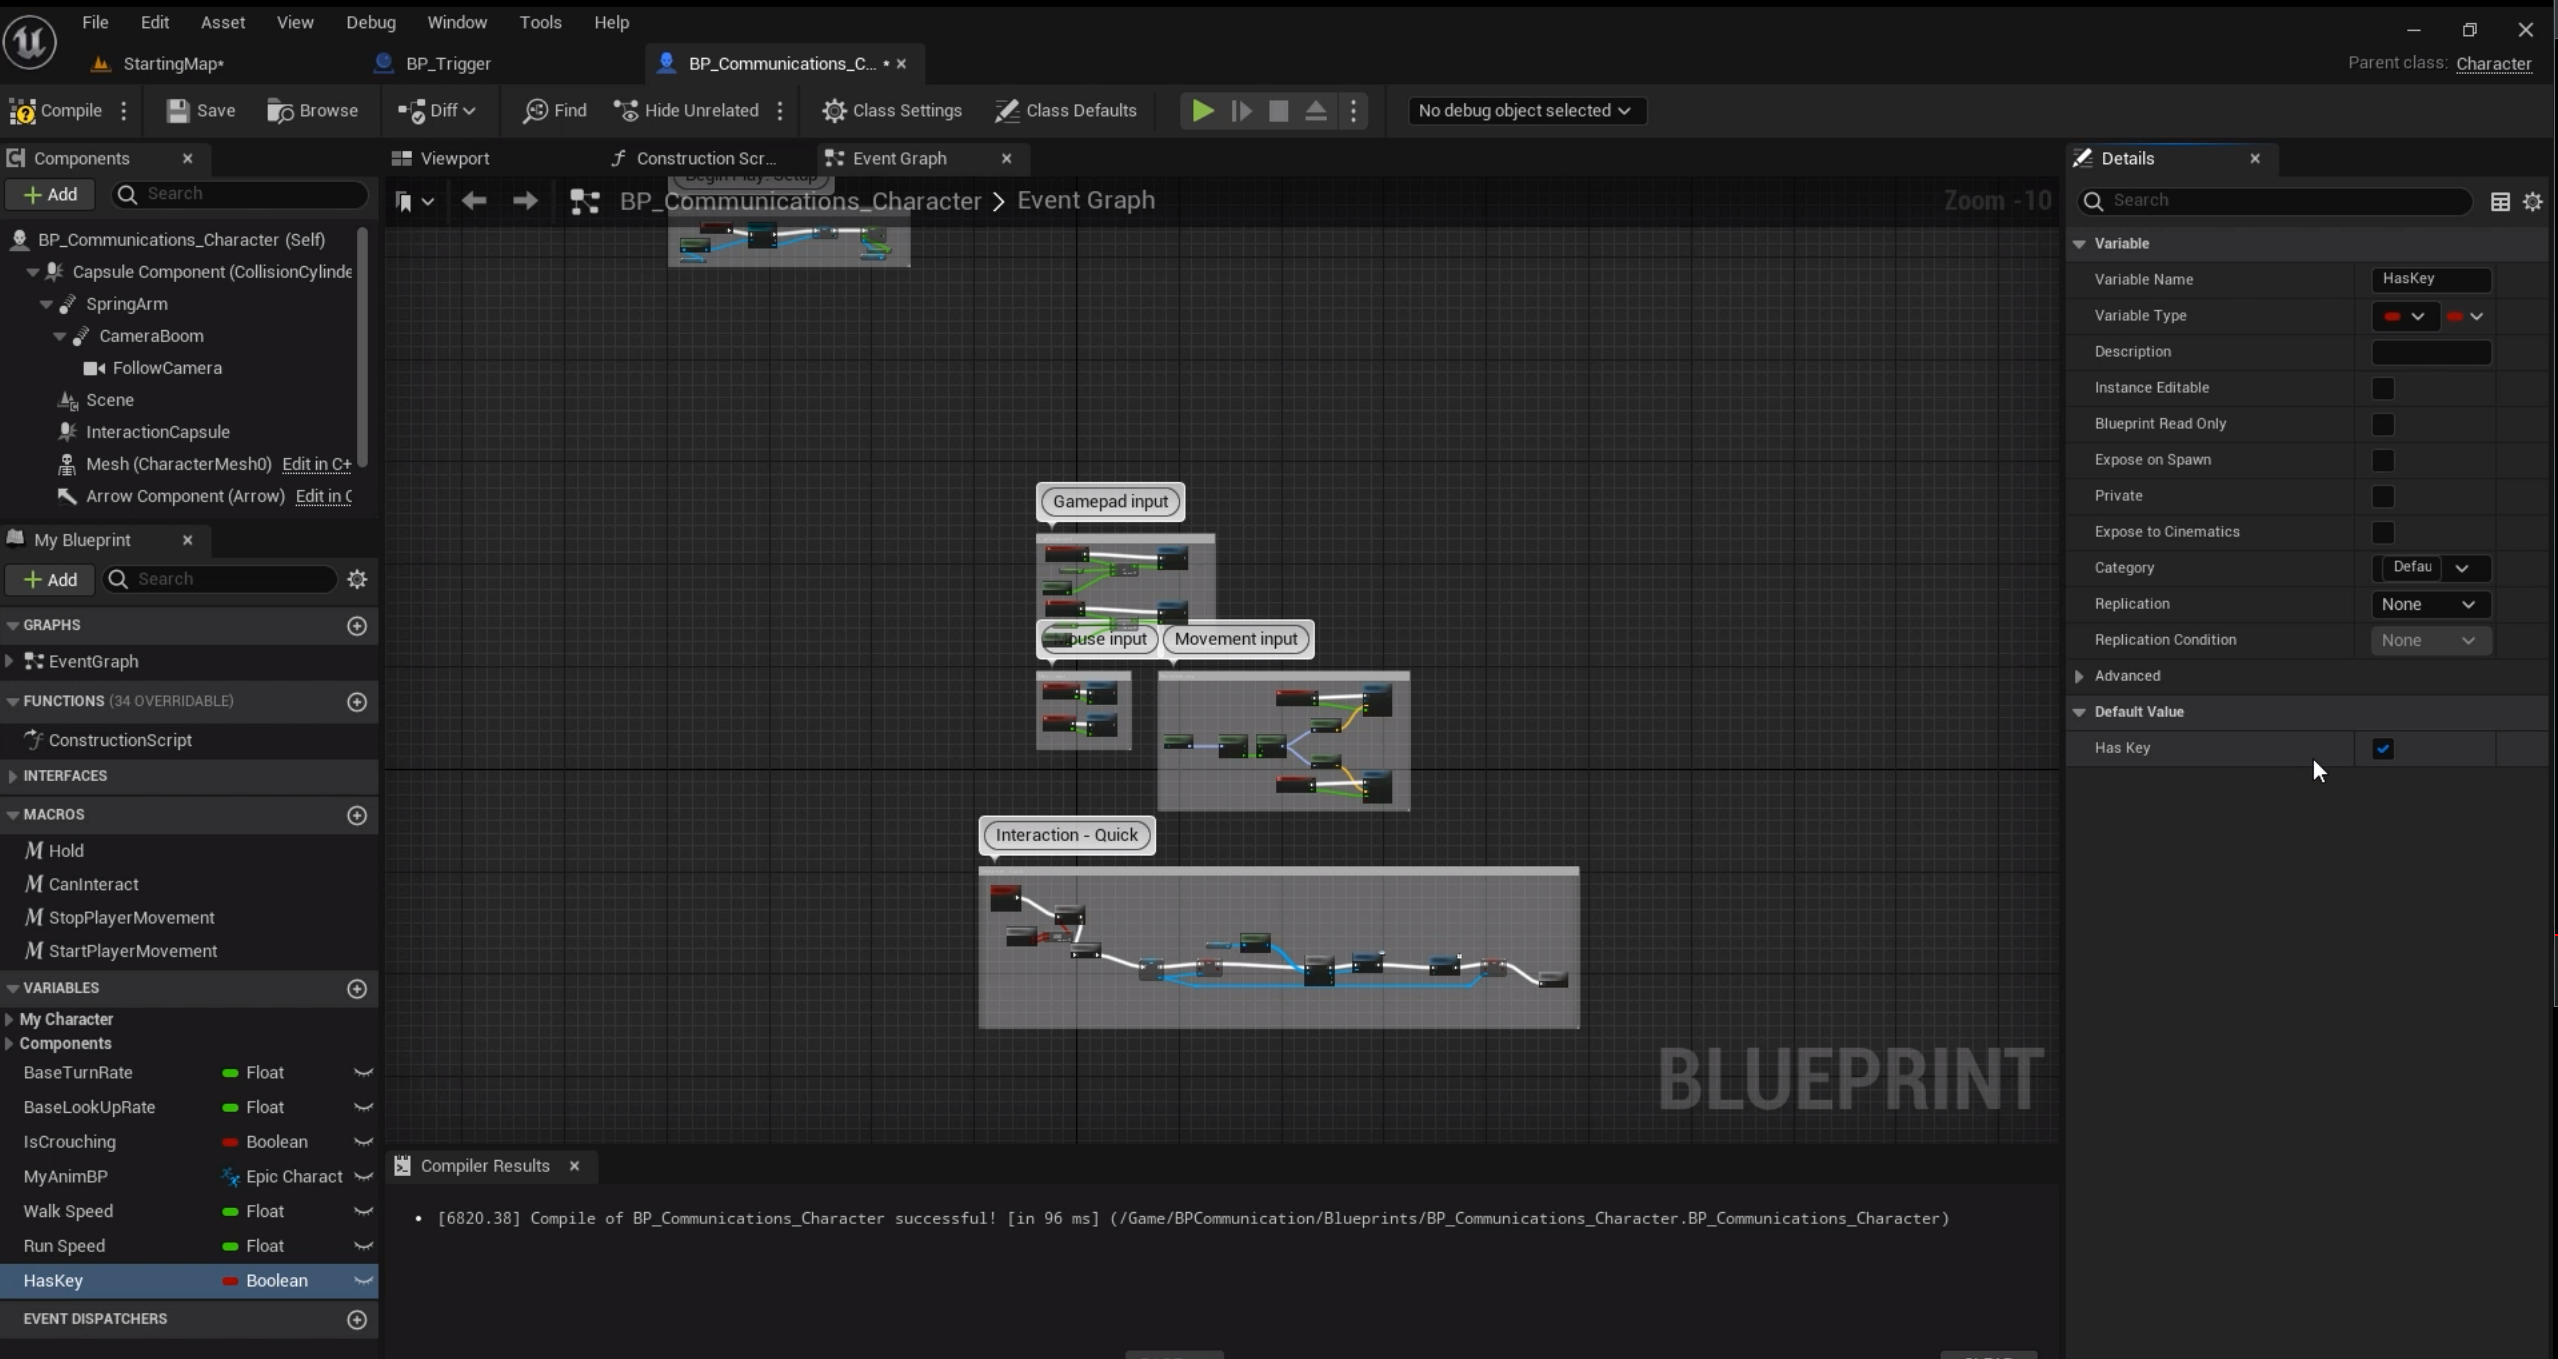 File Edit Asset View Debug Window Tools Help
StartingMap*
BP_Trigger
BP_Communications_C... *
Parent class: Character
Compile
Save
Browse
Diff
Find
Hide Unrelated
Class Settings
Class Defaults
No debug object selected
Components
Add
Search
BP_Communications_Character (Self)
Capsule Component (CollisionCylinde
SpringArm
CameraBoom
FollowCamera
Scene
InteractionCapsule
Mesh (CharacterMesh0) Edit in C+
Arrow Component (Arrow) Edit in C
My Blueprint
Add
Search
GRAPHS
EventGraph
FUNCTIONS (34 OVERRIDABLE)
ConstructionScript
INTERFACES
MACROS
Hold
CanInteract
StopPlayerMovement
StartPlayerMovement
VARIABLES
My Character
Components
BaseTurnRate Float
BaseLookUpRate Float
IsCrouching Boolean
MyAnimBP Epic Charact
Walk Speed Float
Run Speed Float
HasKey Boolean
EVENT DISPATCHERS
Viewport
Construction Scr...
Event Graph
Begin Play: Setup
BP_Communications_Character > Event Graph
Zoom -10
Gamepad input
Mouse input
Movement input
Interaction - Quick
BLUEPRINT
Compiler Results
[6820.38] Compile of BP_Communications_Character successful! [in 96 ms] (/Game/BPCommunication/Blueprints/BP_Communications_Character.BP_Communications_Character)
Details
Search
Variable
Variable Name HasKey
Variable Type
Description
Instance Editable
Blueprint Read Only
Expose on Spawn
Private
Expose to Cinematics
Category Defau
Replication None
Replication Condition None
Advanced
Default Value
Has Key